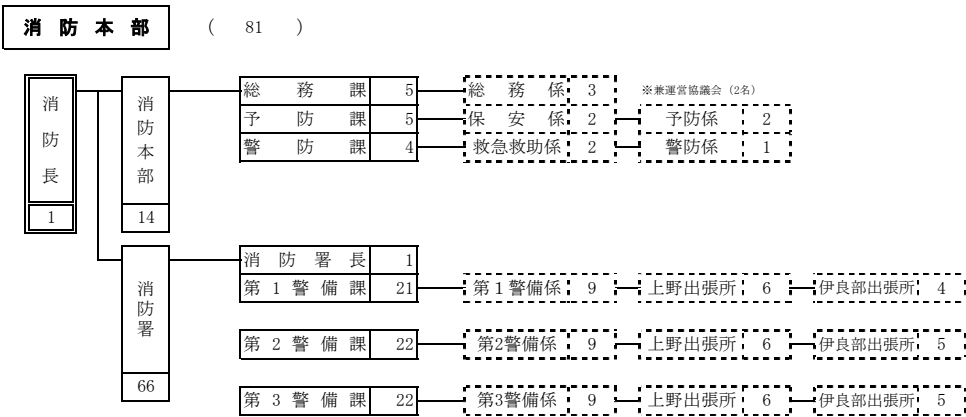 消防本部 ( 81 )
消防長 1
消防本部 14
総務課 5 総務係 3 ※兼運営協議会 (2名)
予防課 5 保安係 2 予防係 2
警防課 4 救急救助係 2 警防係 1
消防署 66
消防署長 1
第1警備課 21 第1警備係 9 上野出張所 6 伊良部出張所 4
第2警備課 22 第2警備係 9 上野出張所 6 伊良部出張所 5
第3警備課 22 第3警備係 9 上野出張所 6 伊良部出張所 5